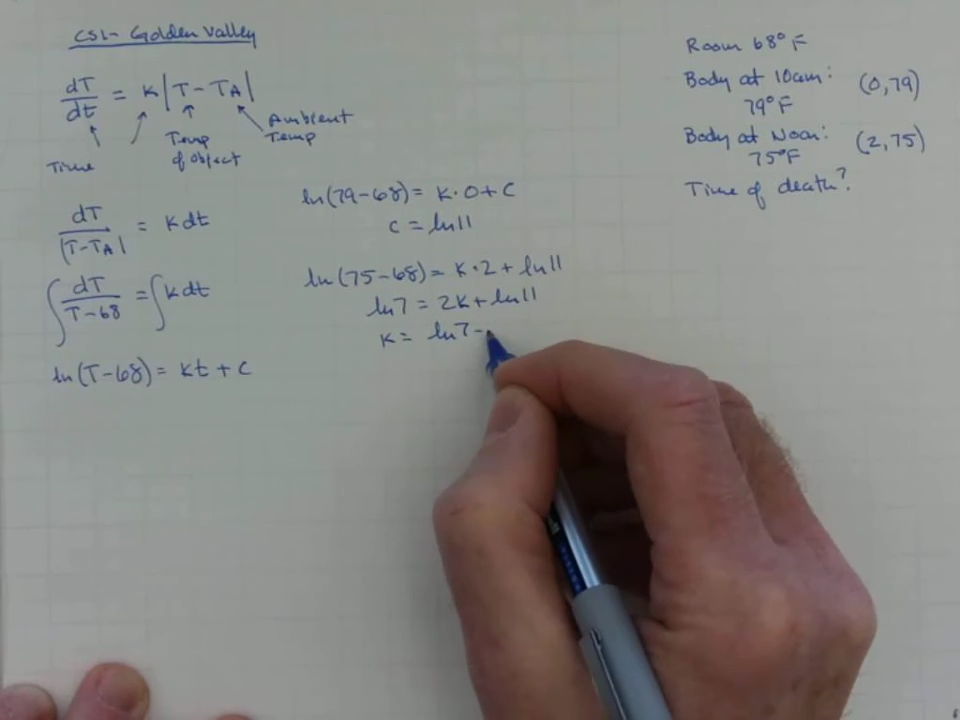 CSI - Golden Valley
dT/dt = k|T - TA|
Time
Temp of object
Ambient Temp
dT/|T-TA| = k dt
∫ dT/T-68 = ∫ k dt
ln(T-68) = kt + c
ln(79-68) = k·0 + c
c = ln11
ln(75-68) = k·2 + ln11
ln7 = 2k + ln11
k = ln7 -
Room 68°F
Body at 10am: (0,79)
79°F
Body at Noon: (2,75)
75°F
Time of death?